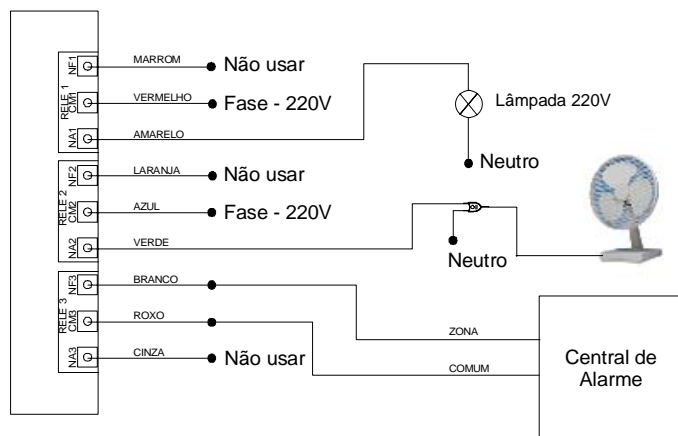 RELE 1
NF1
MARROM
Não usar
CM1
VERMELHO
Fase - 220V
NA1
AMARELO
Lâmpada 220V
Neutro
RELE 2
NF2
LARANJA
Não usar
CM2
AZUL
Fase - 220V
NA2
VERDE
Neutro
RELE 3
NF3
BRANCO
CM3
ROXO
NA3
CINZA
Não usar
ZONA
COMUM
Central de
Alarme